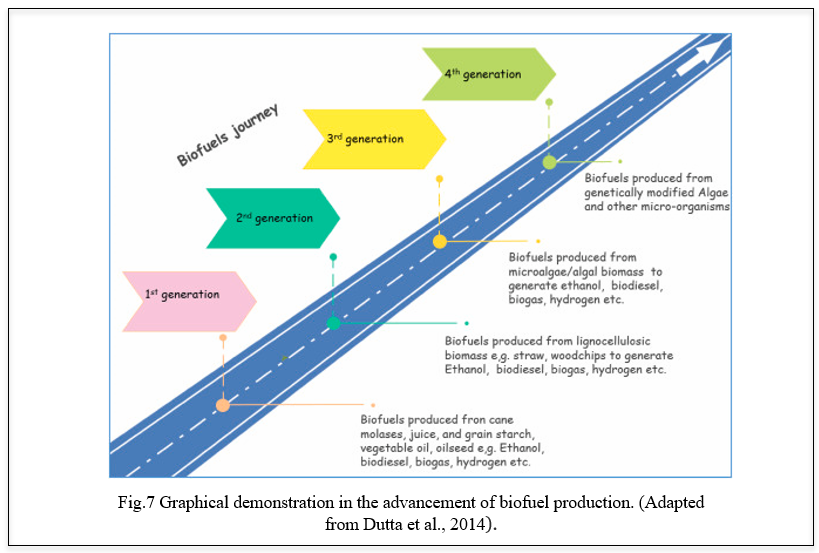 Biofuels journey
4th generation
Biofuels produced from
genetically modified Algae
and other micro-organisms
3rd generation
Biofuels produced from
microalgae/algal biomass to
generate ethanol, biodiesel,
biogas, hydrogen etc.
2nd generation
Biofuels produced from lignocellulosic
biomass e.g. straw, woodchips to generate
Ethanol, biodiesel, biogas, hydrogen etc.
1st generation
Biofuels produced fron cane
molases, juice, and grain starch,
vegetable oil, oilseed e,g. Ethanol,
biodiesel, biogas, hydrogen etc.
Fig.7 Graphical demonstration in the advancement of biofuel production. (Adapted
from Dutta et al., 2014).